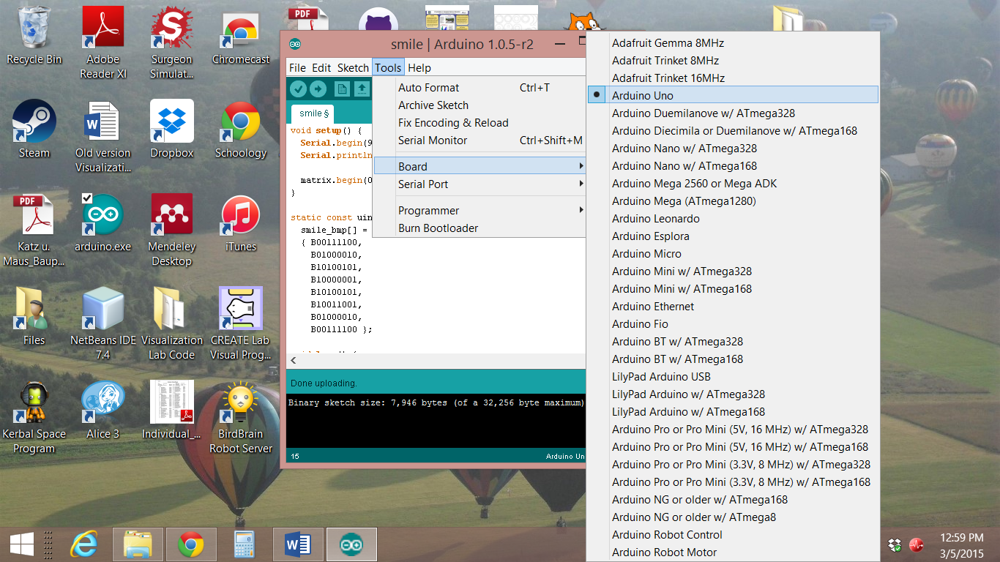 Recycle Bin
Adobe
Reader XI
Surgeon
Simulat...
Chromecast
Steam
Old version
Visualizati...
Dropbox
Schoology
PDF
Katz u.
Maus_Baup...
arduino.exe
Mendeley
Desktop
iTunes
Files
NetBeans IDE
7.4
Visualization
Lab Code
CREATE Lab
Visual Prog...
Kerbal Space
Program
Alice 3
Individual_...
BirdBrain
Robot Server
PDF
smile | Arduino 1.0.5-r2
File Edit Sketch Tools Help
smile §
void setup() {
Serial.begin(9
Serial.println
matrix.begin(0
}
static const uin
smile_bmp[] =
{ B00111100,
B01000010,
B10100101,
B10000001,
B10100101,
B10011001,
B01000010,
B00111100 };
Done uploading.
Binary sketch size: 7,946 bytes (of a 32,256 byte maximum)
15
Arduino Un
Auto Format Ctrl+T
Archive Sketch
Fix Encoding & Reload
Serial Monitor Ctrl+Shift+M
Board
Serial Port
Programmer
Burn Bootloader
Adafruit Gemma 8MHz
Adafruit Trinket 8MHz
Adafruit Trinket 16MHz
Arduino Uno
Arduino Duemilanove w/ ATmega328
Arduino Diecimila or Duemilanove w/ ATmega168
Arduino Nano w/ ATmega328
Arduino Nano w/ ATmega168
Arduino Mega 2560 or Mega ADK
Arduino Mega (ATmega1280)
Arduino Leonardo
Arduino Esplora
Arduino Micro
Arduino Mini w/ ATmega328
Arduino Mini w/ ATmega168
Arduino Ethernet
Arduino Fio
Arduino BT w/ ATmega328
Arduino BT w/ ATmega168
LilyPad Arduino USB
LilyPad Arduino w/ ATmega328
LilyPad Arduino w/ ATmega168
Arduino Pro or Pro Mini (5V, 16 MHz) w/ ATmega328
Arduino Pro or Pro Mini (5V, 16 MHz) w/ ATmega168
Arduino Pro or Pro Mini (3.3V, 8 MHz) w/ ATmega328
Arduino Pro or Pro Mini (3.3V, 8 MHz) w/ ATmega168
Arduino NG or older w/ ATmega168
Arduino NG or older w/ ATmega8
Arduino Robot Control
Arduino Robot Motor
12:59 PM
3/5/2015